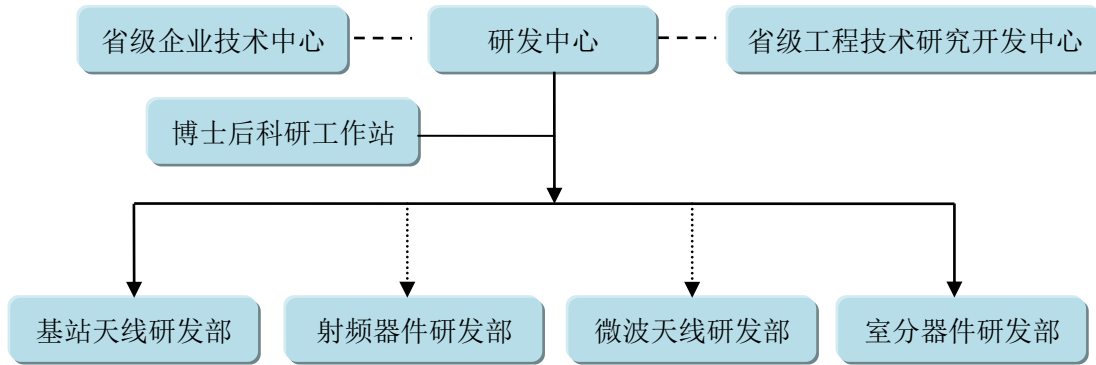 省级企业技术中心
研发中心
省级工程技术研究开发中心
博士后科研工作站
基站天线研发部
射频器件研发部
微波天线研发部
室分器件研发部